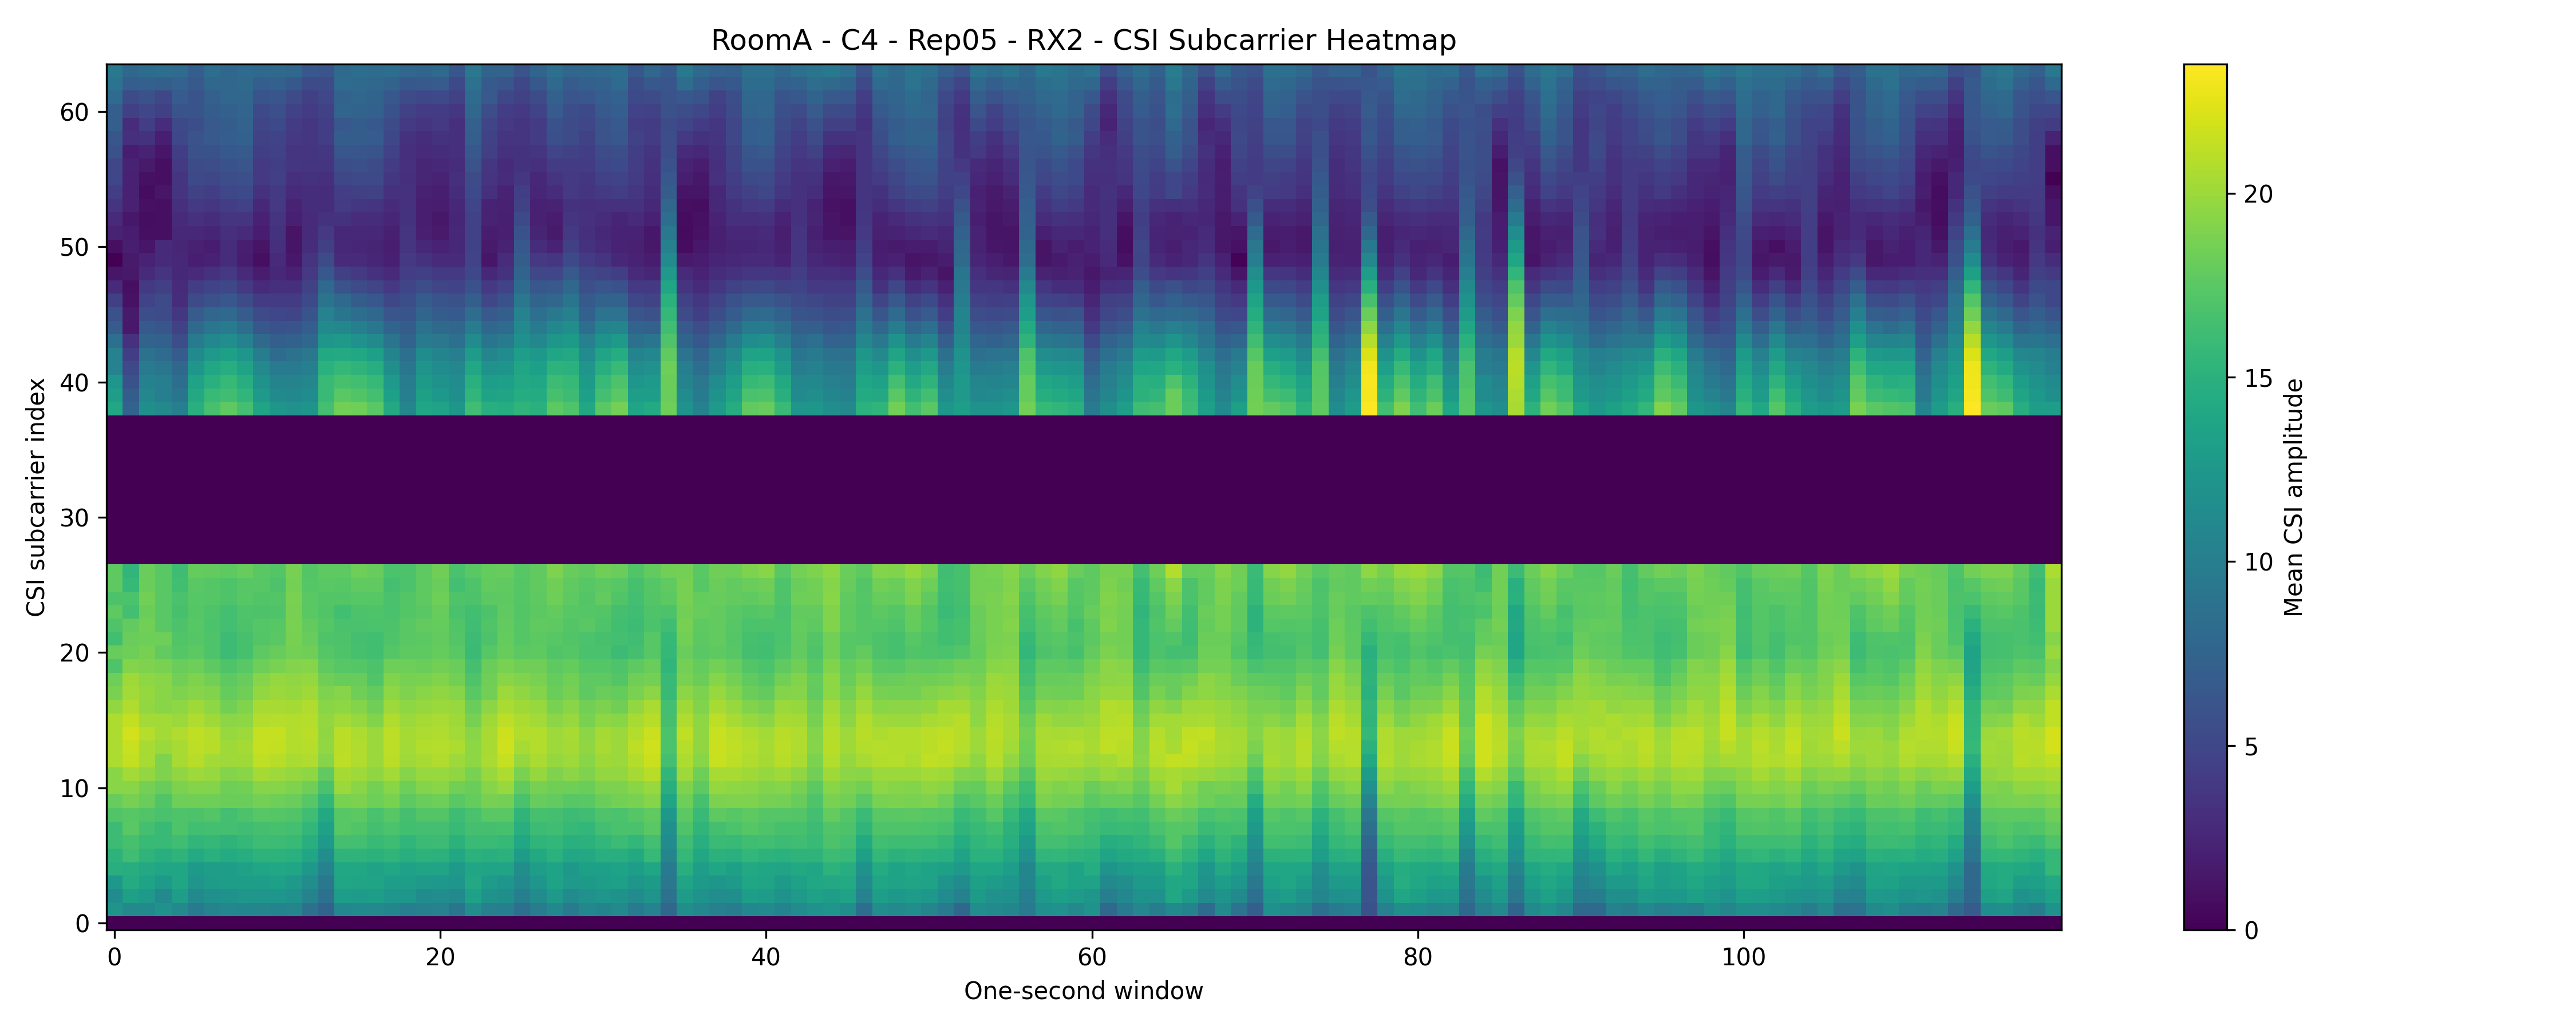 RoomA - C4 - Rep05 - RX2 - CSI Subcarrier Heatmap
CSI subcarrier index
60
50
40
30
20
10
0
0 20 40 60 80 100
One-second window
20
15
10
5
0
Mean CSI amplitude